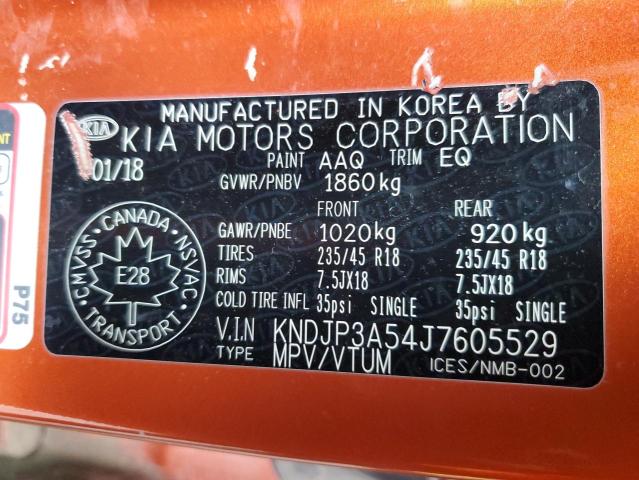 MANUFACTURED IN KOREA BY
KIA KIA MOTORS CORPORATION
01/18 PAINT AAQ TRIM EQ
GVWR/PNBV 1860kg
FRONT REAR
GAWR/PNBE 1020kg 920kg
TIRES 235/45 R18 235/45 R18
RIMS 7.5JX18 7.5JX18
COLD TIRE INFL 35psi SINGLE 35psi SINGLE
V.I.N KNDJP3A54J7605529
TYPE MPV/VTUM ICES/NMB-002
CANADA
CMVSS NSVAC
E28
TRANSPORT
P75